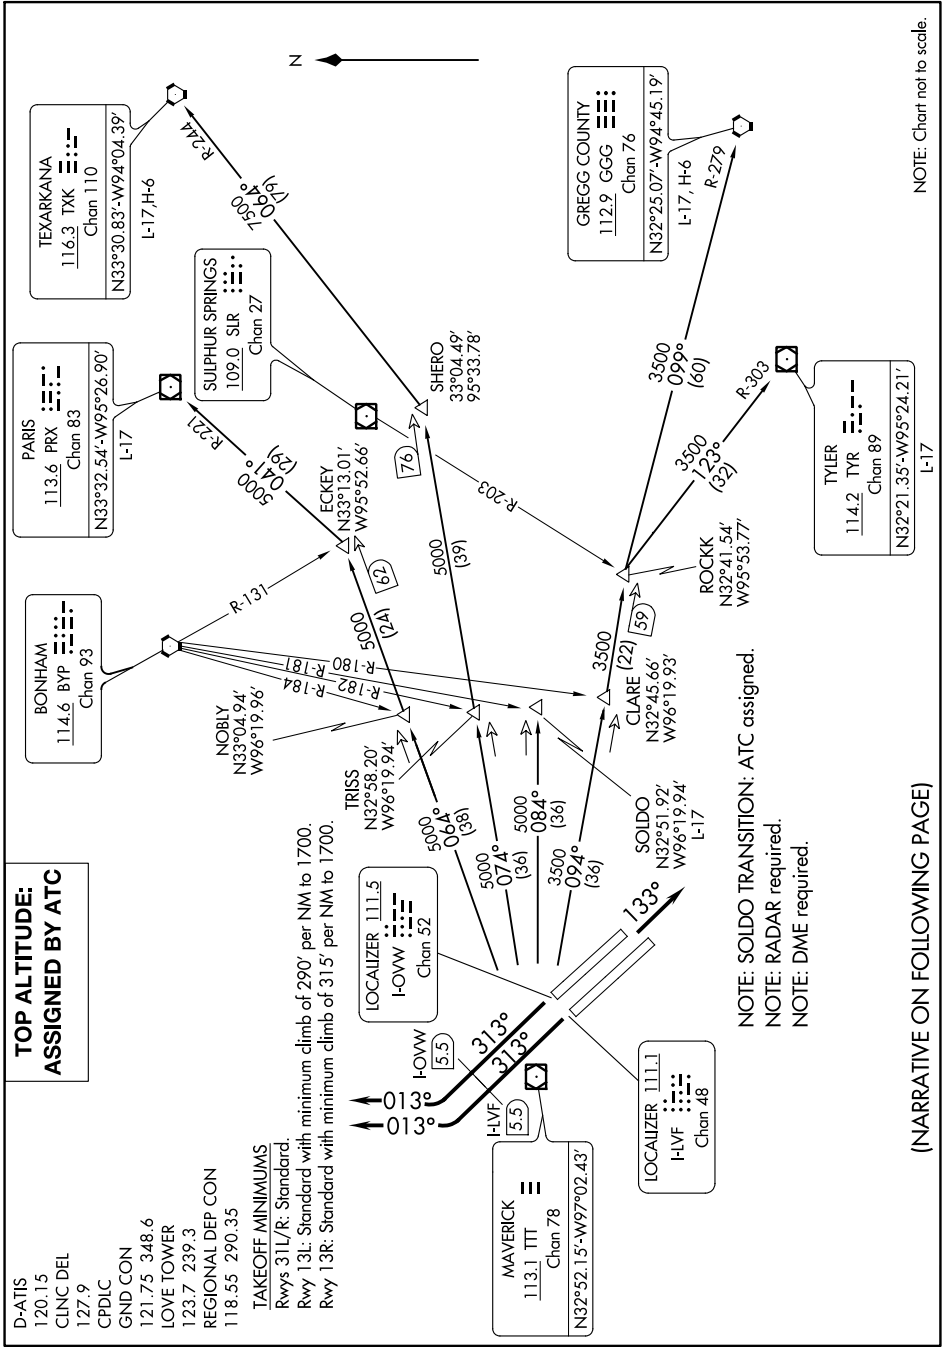 TOP ALTITUDE:
ASSIGNED BY ATC
D-ATIS
120.15
CLNC DEL
127.9
CPDLC
GND CON
121.75 348.6
LOVE TOWER
123.7 239.3
REGIONAL DEP CON
118.55 290.35
TAKEOFF MINIMUMS
Rwys 31L/R: Standard.
Rwy 13L: Standard with minimum climb of 290' per NM to 1700.
Rwy 13R: Standard with minimum climb of 315' per NM to 1700.
BONHAM
114.6 BYP
Chan 93
PARIS
113.6 PRX
Chan 83
N33°32.54'-W95°26.90'
L-17
TEXARKANA
116.3 TXK
Chan 110
N33°30.83'-W94°04.39'
L-17,H-6
SULPHUR SPRINGS
109.0 SLR
Chan 27
N
R-221
5000
041°
(29)
R-244
7500
064°
(79)
R-131
R-184
R-181
R-182
R-180
NOBLY
N33°04.94'
W96°19.96'
ECKEY
N33°13.01'
W95°52.66'
SHERO
33°04.49'
95°33.78'
TRISS
N32°58.20'
W96°19.94'
5000
(24)
62
5000
(39)
76
R-203
5000
064°
(38)
5000
074°
(36)
5000
084°
(36)
3500
094°
(36)
SOLDO
N32°51.92'
W96°19.94'
L-17
CLARE
N32°45.66'
W96°19.93'
3500
(22)
59
ROCKK
N32°41.54'
W95°53.77'
3500
099°
(60)
R-279
3500
123°
(32)
R-303
GREGG COUNTY
112.9 GGG
Chan 76
N32°25.07'-W94°45.19'
L-17, H-6
TYLER
114.2 TYR
Chan 89
N32°21.35'-W95°24.21'
L-17
LOCALIZER 111.5
I-OVW
Chan 52
I-OVW
5.5
I-LVF
5.5
013°
013°
313°
313°
133°
MAVERICK
113.1 TTT
Chan 78
N32°52.15'-W97°02.43'
LOCALIZER 111.1
I-LVF
Chan 48
NOTE: SOLDO TRANSITION: ATC assigned.
NOTE: RADAR required.
NOTE: DME required.
NOTE: Chart not to scale.
(NARRATIVE ON FOLLOWING PAGE)